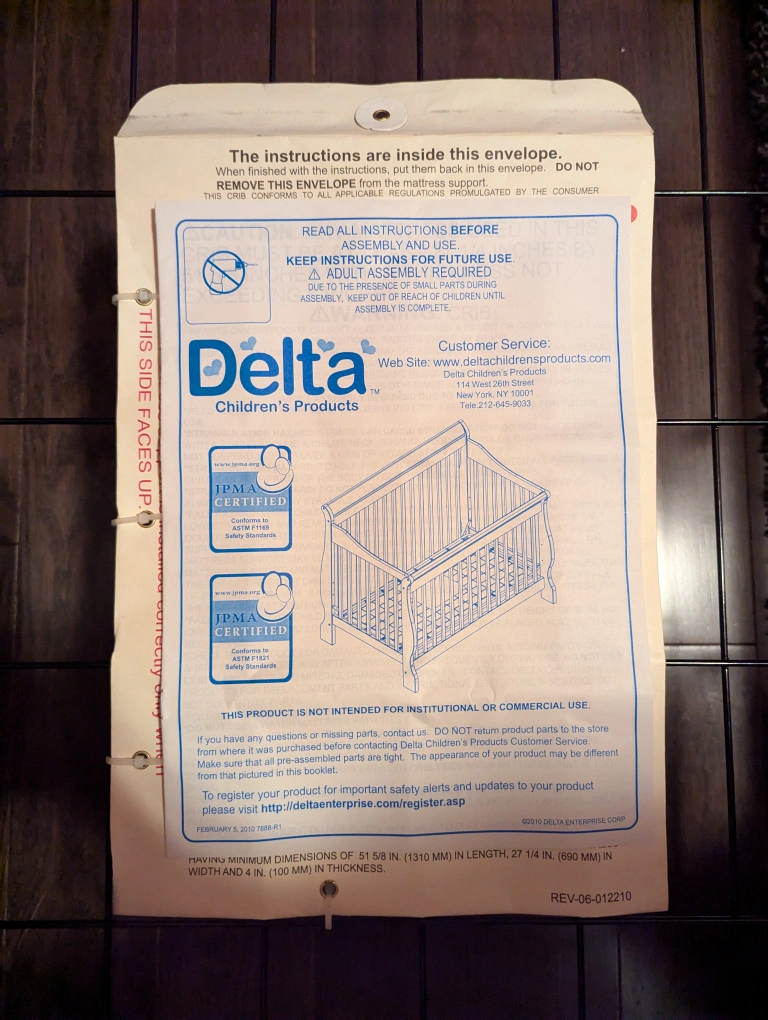 The instructions are inside this envelope.
When finished with the instructions, put them back in this envelope. DO NOT
REMOVE THIS ENVELOPE from the mattress support.
THIS CRIB CONFORMS TO ALL APPLICABLE REGULATIONS PROMULGATED BY THE CONSUMER
READ ALL INSTRUCTIONS BEFORE
ASSEMBLY AND USE.
KEEP INSTRUCTIONS FOR FUTURE USE.
⚠ ADULT ASSEMBLY REQUIRED
DUE TO THE PRESENCE OF SMALL PARTS DURING
ASSEMBLY, KEEP OUT OF REACH OF CHILDREN UNTIL
ASSEMBLY IS COMPLETE.
THIS SIDE FACES UP.
Delta™
Children's Products
Customer Service:
Web Site: www.deltachildrensproducts.com
Delta Children's Products
114 West 26th Street
New York, NY 10001
Tele.212-645-9033
www.jpma.org
JPMA
CERTIFIED
Conforms to
ASTM F1169
Safety Standards
www.jpma.org
JPMA
CERTIFIED
Conforms to
ASTM F1821
Safety Standards
correctly only when
THIS PRODUCT IS NOT INTENDED FOR INSTITUTIONAL OR COMMERCIAL USE.
If you have any questions or missing parts, contact us. DO NOT return product parts to the store
from where it was purchased before contacting Delta Children's Products Customer Service.
Make sure that all pre-assembled parts are tight. The appearance of your product may be different
from that pictured in this booklet.
To register your product for important safety alerts and updates to your product
please visit http://deltaenterprise.com/register.asp
FEBRUARY 5, 2010 7888-R1
©2010 DELTA ENTERPRISE CORP.
HAVING MINIMUM DIMENSIONS OF 51 5/8 IN. (1310 MM) IN LENGTH, 27 1/4 IN. (690 MM) IN
WIDTH AND 4 IN. (100 MM) IN THICKNESS.
REV-06-012210